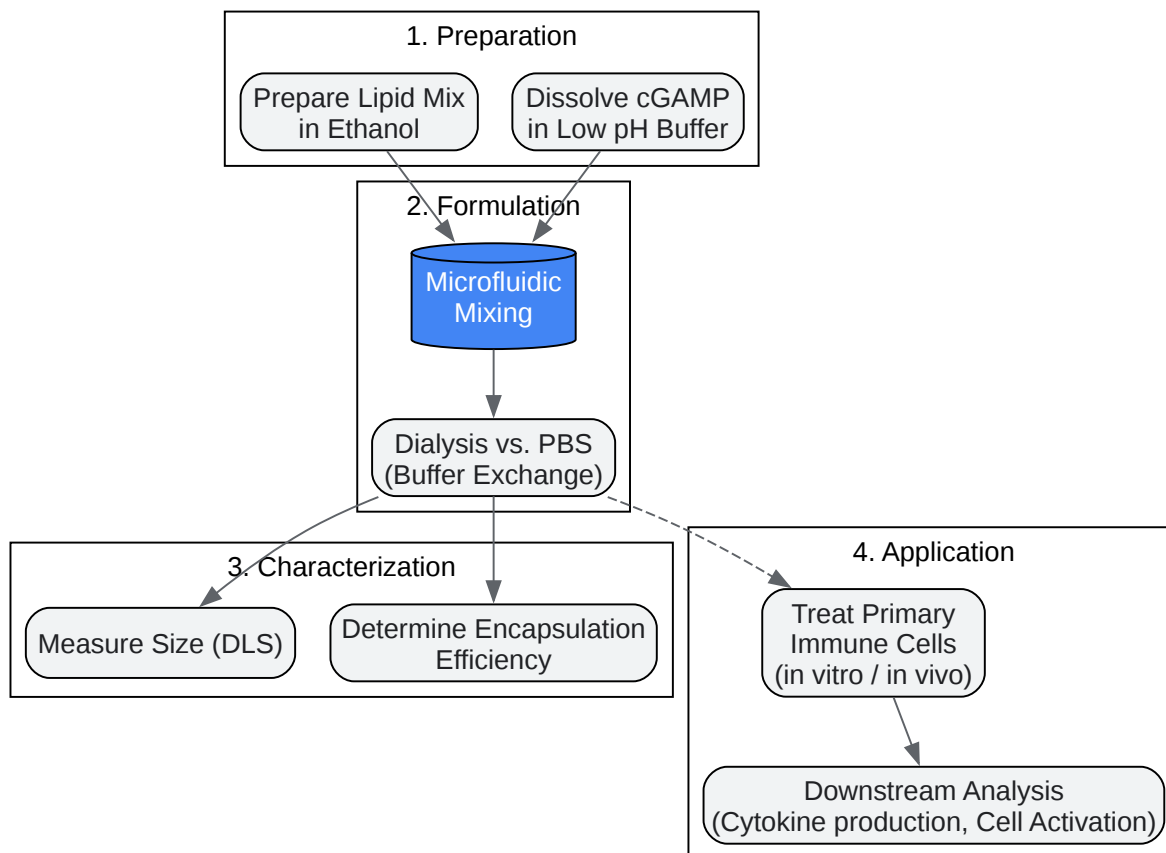 1. Preparation
Prepare Lipid Mix
in Ethanol
Dissolve cGAMP
in Low pH Buffer
2. Formulation
Microfluidic
Mixing
Dialysis vs. PBS
(Buffer Exchange)
3. Characterization
Measure Size (DLS)
Determine Encapsulation
Efficiency
4. Application
Treat Primary
Immune Cells
(in vitro / in vivo)
Downstream Analysis
(Cytokine production, Cell Activation)